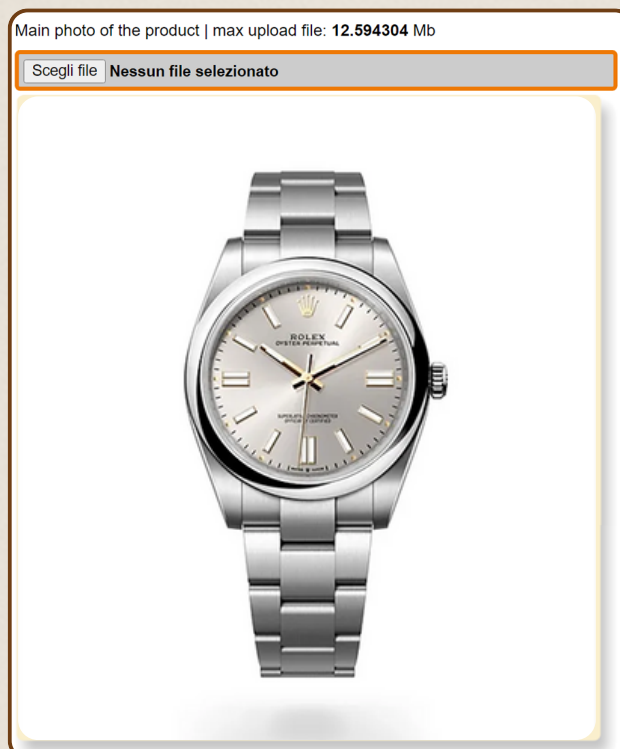 Main photo of the product | max upload file: 12.594304 Mb
Scegli file Nessun file selezionato
ROLEX
OYSTER PERPETUAL